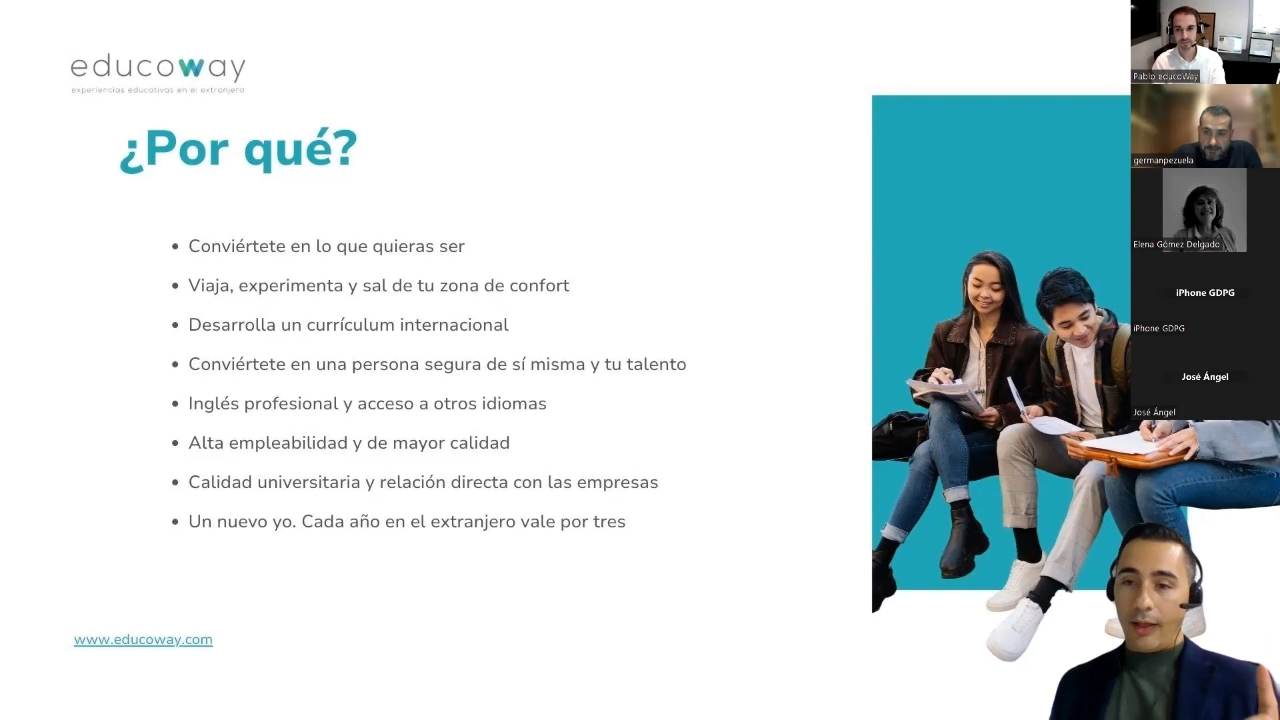 educoway
experiencias educativas en el extranjero
¿Por qué?
Conviértete en lo que quieras ser
Viaja, experimenta y sal de tu zona de confort
Desarrolla un currículum internacional
Conviértete en una persona segura de sí misma y tu talento
Inglés profesional y acceso a otros idiomas
Alta empleabilidad y de mayor calidad
Calidad universitaria y relación directa con las empresas
Un nuevo yo. Cada año en el extranjero vale por tres
www.educoway.com
Pablo educoWay
germanpezuela
Elena Gómez Delgado
iPhone GDPG
iPhone GDPG
José Ángel
José Ángel